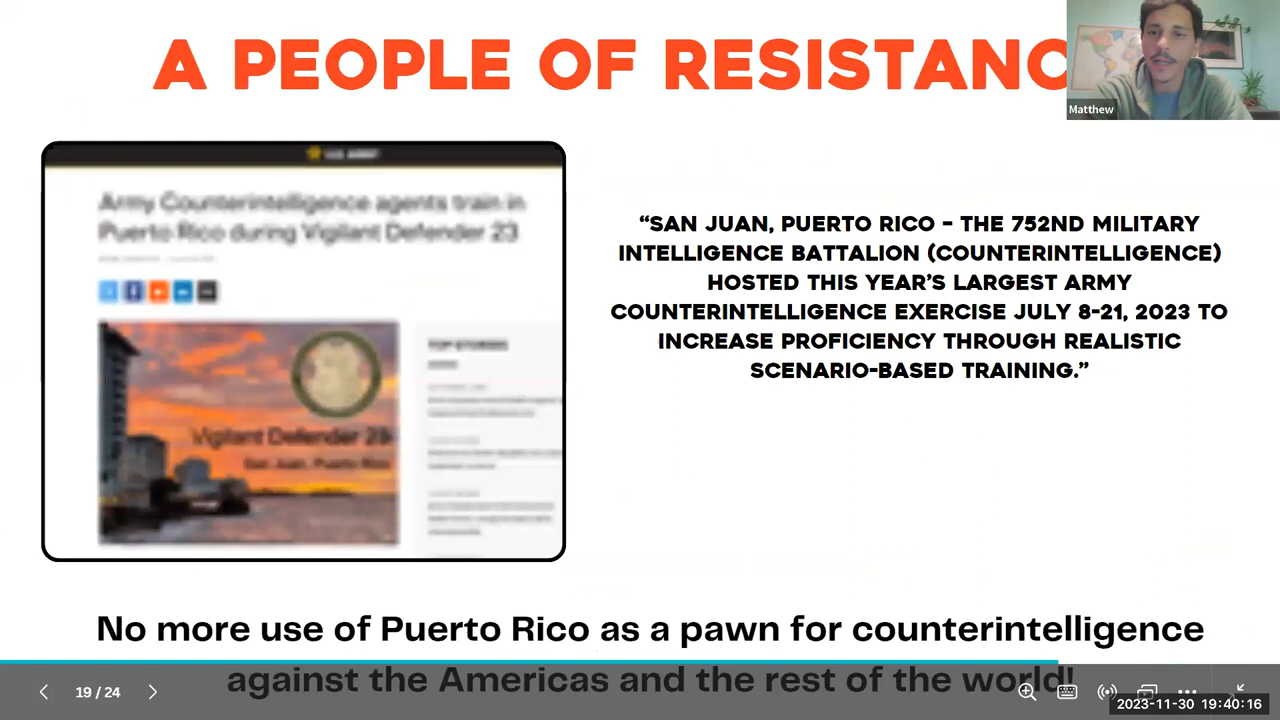 A PEOPLE OF RESISTANC
Matthew
U.S. ARMY
Army Counterintelligence agents train in
Puerto Rico during Vigilant Defender 23
TOP STORIES
Vigilant Defender 23
San Juan, Puerto Rico
“SAN JUAN, PUERTO RICO – THE 752ND MILITARY
INTELLIGENCE BATTALION (COUNTERINTELLIGENCE)
HOSTED THIS YEAR’S LARGEST ARMY
COUNTERINTELLIGENCE EXERCISE JULY 8-21, 2023 TO
INCREASE PROFICIENCY THROUGH REALISTIC
SCENARIO-BASED TRAINING.”
No more use of Puerto Rico as a pawn for counterintelligence
against the Americas and the rest of the world!
19 / 24
2023-11-30 19:40:16